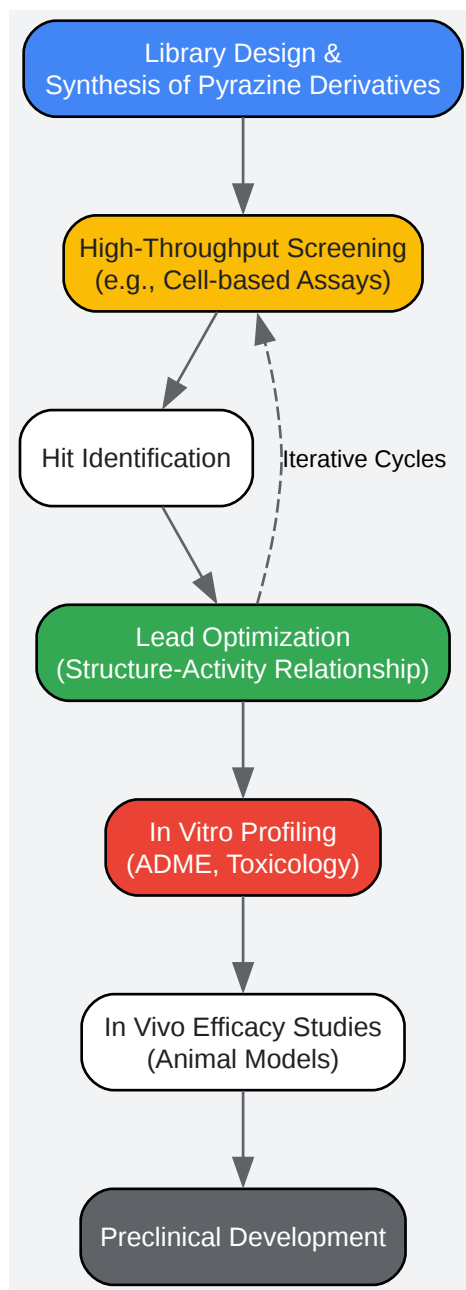 Library Design &
Synthesis of Pyrazine Derivatives
High-Throughput Screening
(e.g., Cell-based Assays)
Hit Identification
Iterative Cycles
Lead Optimization
(Structure-Activity Relationship)
In Vitro Profiling
(ADME, Toxicology)
In Vivo Efficacy Studies
(Animal Models)
Preclinical Development